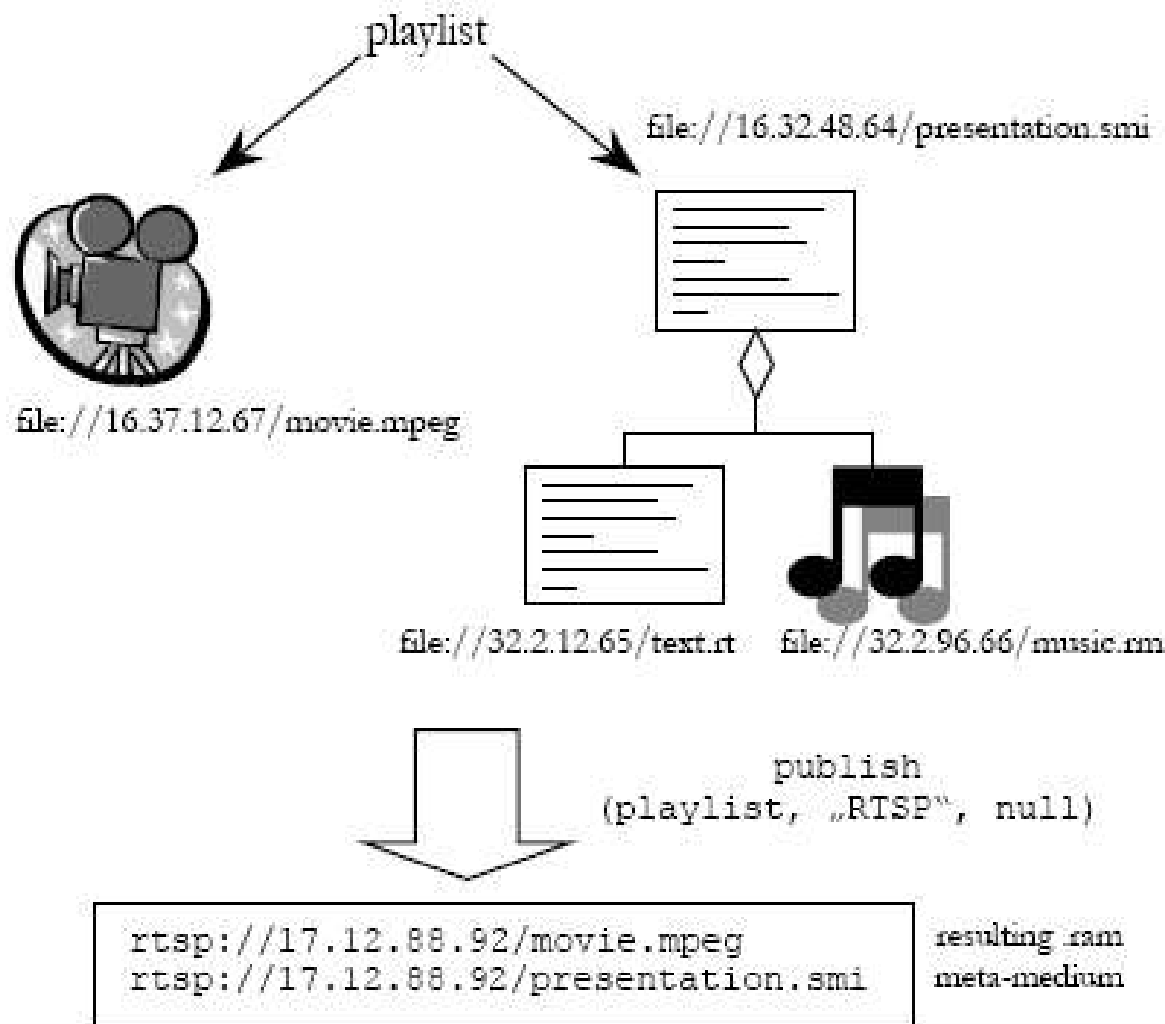 playlist
file://16.32.48.64/presentation.smi
file://16.37.12.67/movie.mpeg
file://32.2.12.65/text.rt
file://32.2.96.66/music.rm
publish
(playlist, „RTSP“, null)
rtsp://17.12.88.92/movie.mpeg
rtsp://17.12.88.92/presentation.smi
resulting .ram
meta-medium